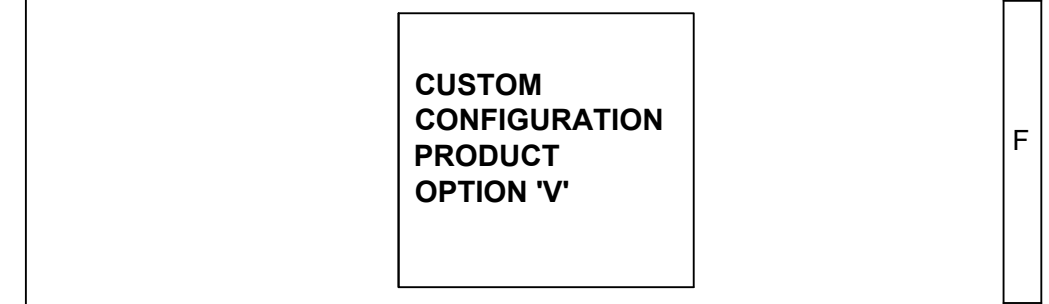 CUSTOM
CONFIGURATION
PRODUCT
OPTION 'V'
F